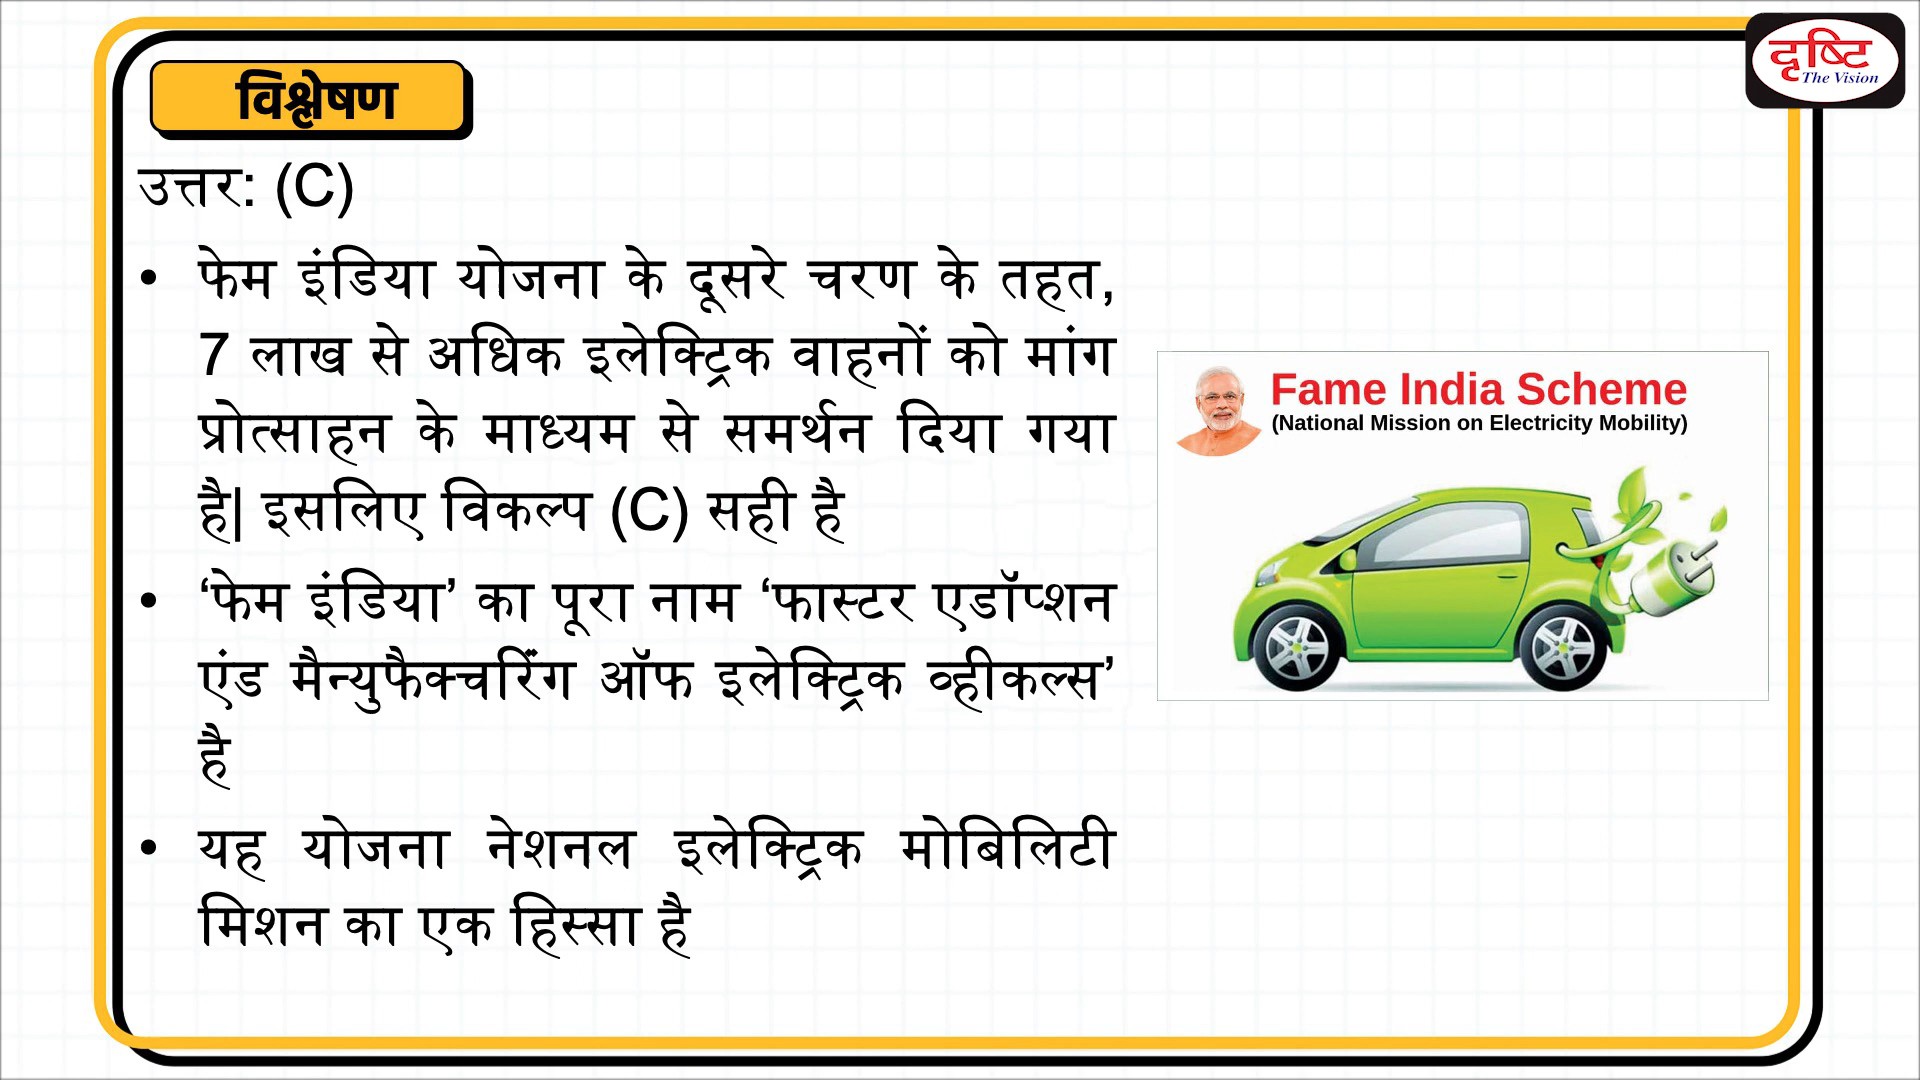 विश्लेषण
दृष्टि
The Vision
उत्तर: (C)
• फेम इंडिया योजना के दूसरे चरण के तहत,
7 लाख से अधिक इलेक्ट्रिक वाहनों को मांग
प्रोत्साहन के माध्यम से समर्थन दिया गया
है| इसलिए विकल्प (C) सही है
• ‘फेम इंडिया’ का पूरा नाम ‘फास्टर एडॉप्शन
एंड मैन्युफैक्चरिंग ऑफ इलेक्ट्रिक व्हीकल्स’
है
• यह योजना नेशनल इलेक्ट्रिक मोबिलिटी
मिशन का एक हिस्सा है
Fame India Scheme
(National Mission on Electricity Mobility)